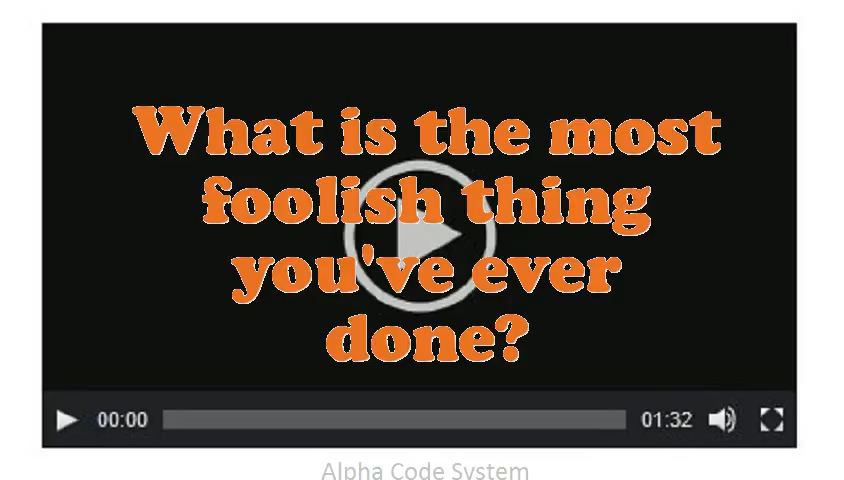 What is the most
foolish thing
you've ever
done?
00:00 01:32
Alpha Code System